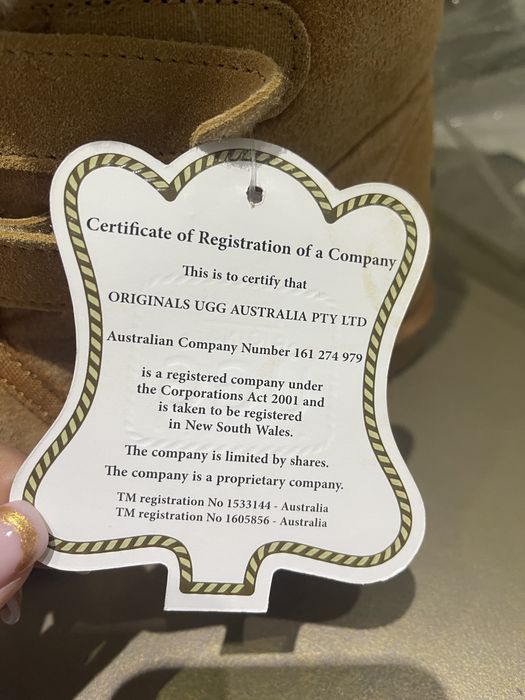 Certificate of Registration of a Company
This is to certify that
ORIGINALS UGG AUSTRALIA PTY LTD
Australian Company Number 161 274 979
is a registered company under
the Corporations Act 2001 and
is taken to be registered
in New South Wales.
The company is limited by shares.
The company is a proprietary company.
TM registration No 1533144 - Australia
TM registration No 1605856 - Australia